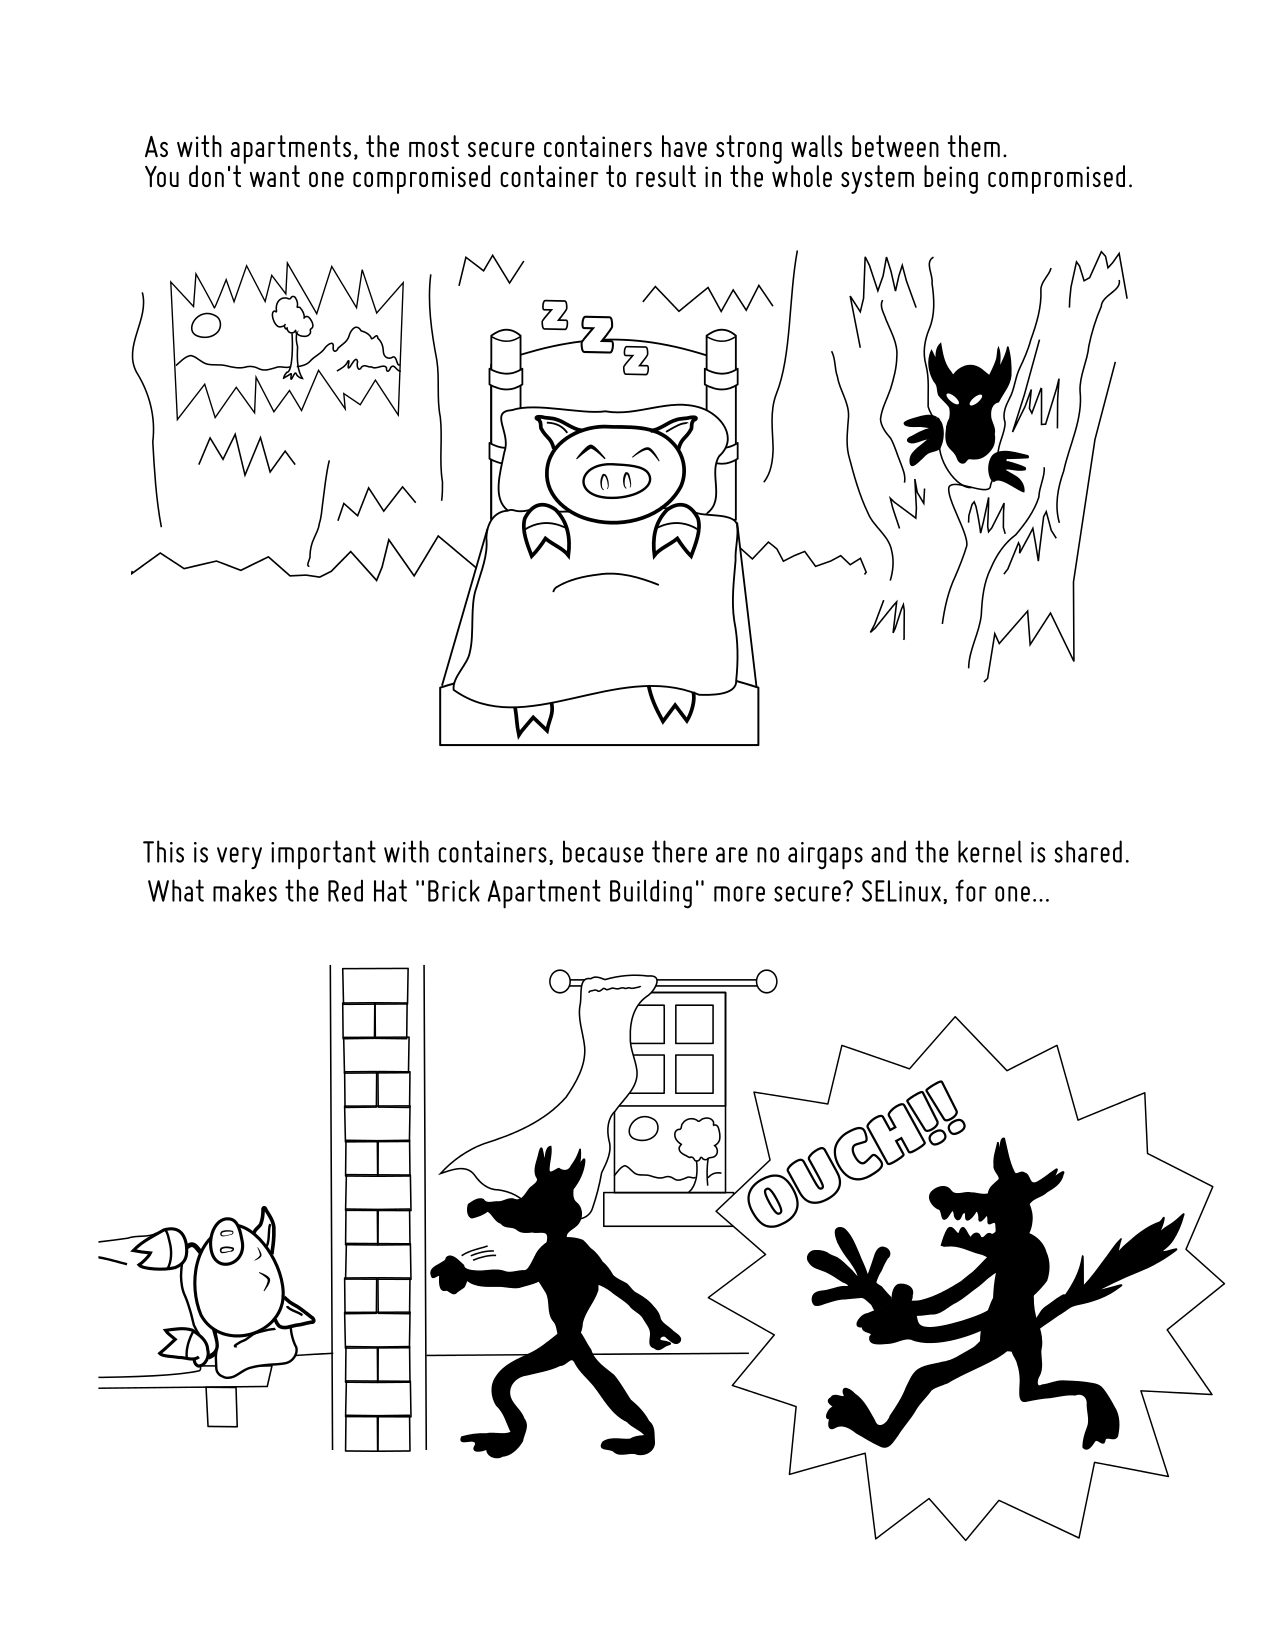 As with apartments, the most secure containers have strong walls between them.
You don't want one compromised container to result in the whole system being compromised.
Z
Z
Z
This is very important with containers, because there are no airgaps and the kernel is shared.
What makes the Red Hat "Brick Apartment Building" more secure? SELinux, for one...
OUCH!!